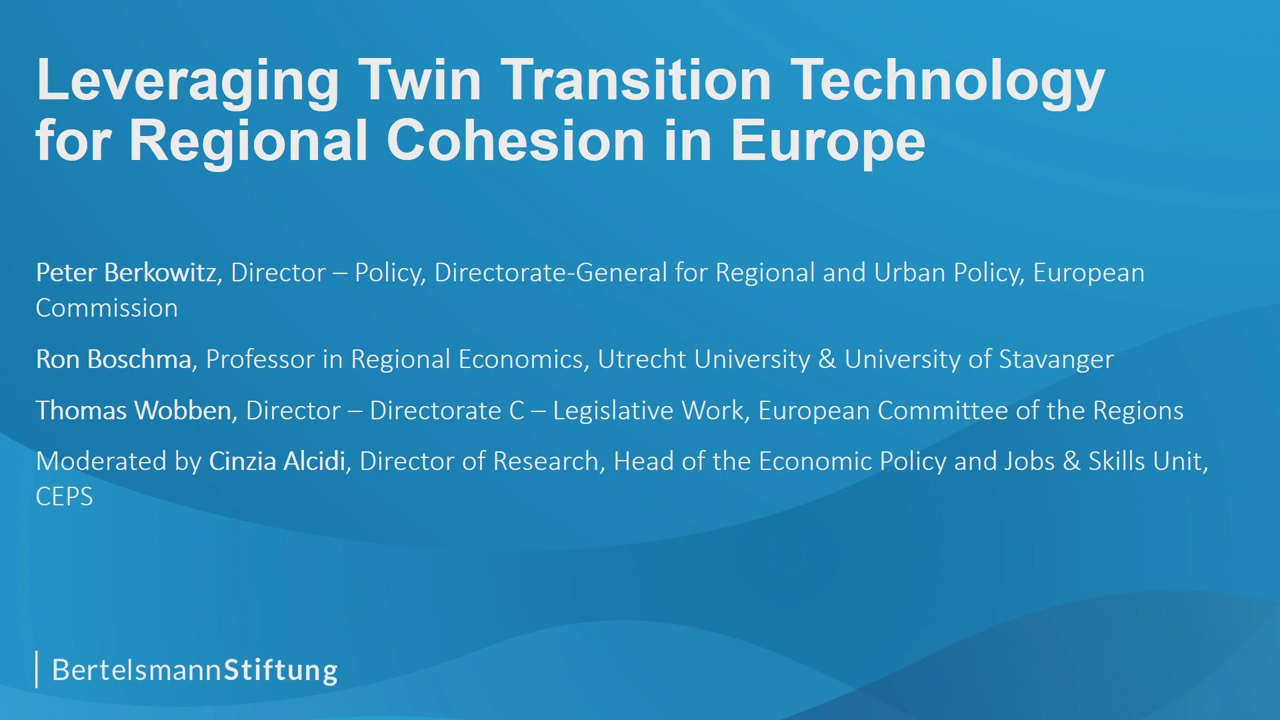 Leveraging Twin Transition Technology
for Regional Cohesion in Europe
Peter Berkowitz, Director – Policy, Directorate-General for Regional and Urban Policy, European
Commission
Ron Boschma, Professor in Regional Economics, Utrecht University & University of Stavanger
Thomas Wobben, Director – Directorate C – Legislative Work, European Committee of the Regions
Moderated by Cinzia Alcidi, Director of Research, Head of the Economic Policy and Jobs & Skills Unit,
CEPS
BertelsmannStiftung